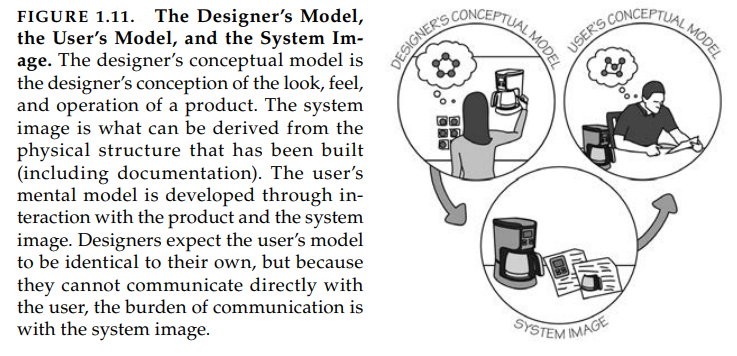 FIGURE 1.11. The Designer's Model,
the User's Model, and the System Im-
age. The designer's conceptual model is
the designer's conception of the look, feel,
and operation of a product. The system
image is what can be derived from the
physical structure that has been built
(including documentation). The user's
mental model is developed through in-
teraction with the product and the system
image. Designers expect the user's model
to be identical to their own, but because
they cannot communicate directly with
the user, the burden of communication is
with the system image.
DESIGNER'S CONCEPTUAL MODEL
USER'S CONCEPTUAL MODEL
SYSTEM IMAGE